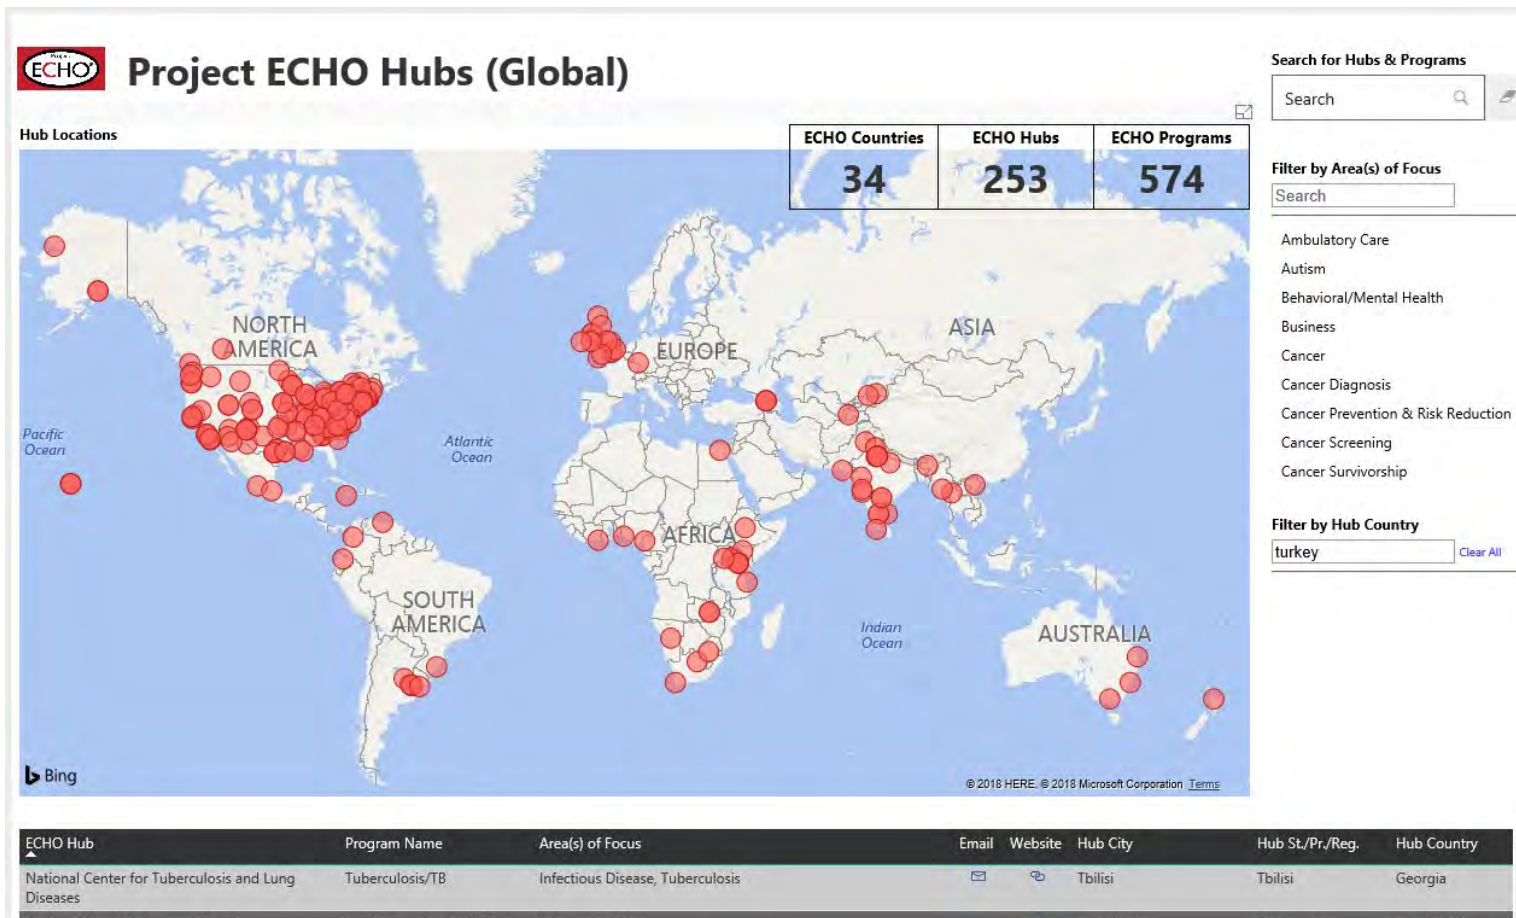 Project
ECHO
Project ECHO Hubs (Global)
Hub Locations
ECHO Countries
34
ECHO Hubs
253
ECHO Programs
574
NORTH
AMERICA
EUROPE
ASIA
Pacific
Ocean
Atlantic
Ocean
AFRICA
SOUTH
AMERICA
Indian
Ocean
AUSTRALIA
Bing
© 2018 HERE, © 2018 Microsoft Corporation Terms
Search for Hubs & Programs
Search
Filter by Area(s) of Focus
Search
Ambulatory Care
Autism
Behavioral/Mental Health
Business
Cancer
Cancer Diagnosis
Cancer Prevention & Risk Reduction
Cancer Screening
Cancer Survivorship
Filter by Hub Country
turkey Clear All
ECHO Hub Program Name Area(s) of Focus Email Website Hub City Hub St./Pr./Reg. Hub Country
National Center for Tuberculosis and Lung Tuberculosis/TB Infectious Disease, Tuberculosis Tbilisi Tbilisi Georgia
Diseases